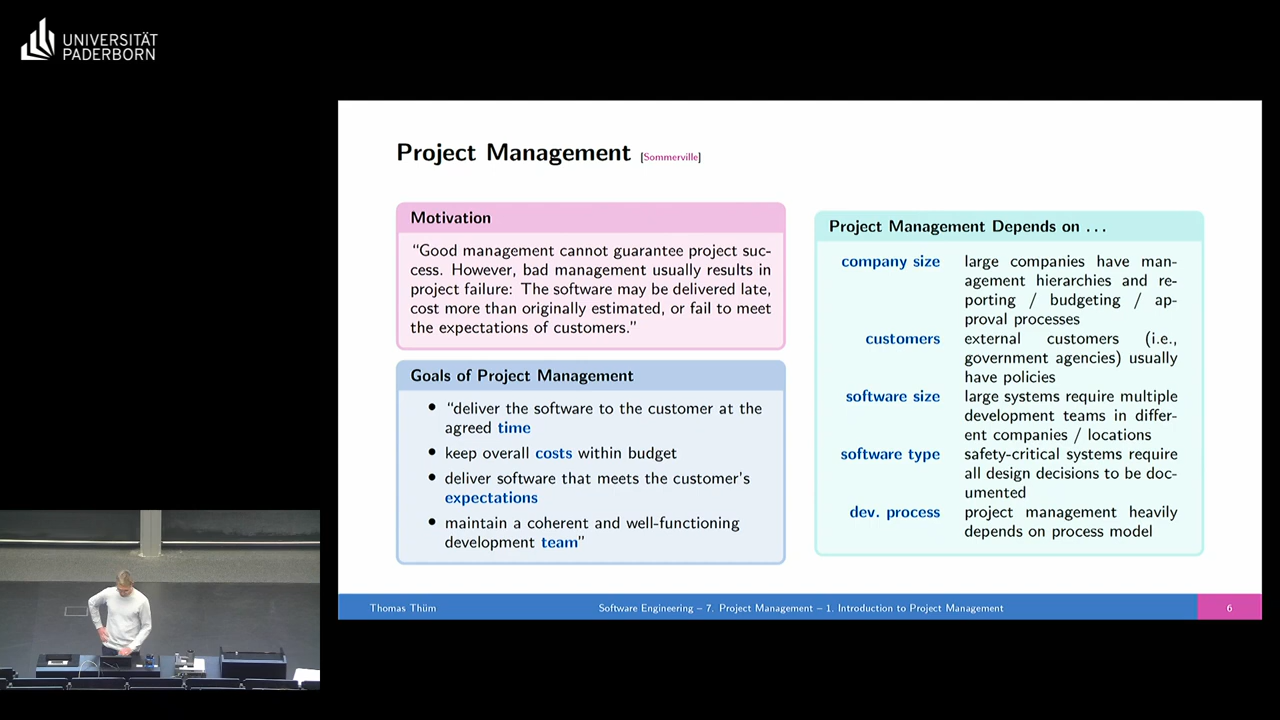 UNIVERSITÄT
PADERBORN
Project Management [Sommerville]
Motivation
“Good management cannot guarantee project suc-
cess. However, bad management usually results in
project failure: The software may be delivered late,
cost more than originally estimated, or fail to meet
the expectations of customers.”
Goals of Project Management
• “deliver the software to the customer at the
agreed time
• keep overall costs within budget
• deliver software that meets the customer’s
expectations
• maintain a coherent and well-functioning
development team”
Project Management Depends on . . .
company size large companies have man-
agement hierarchies and re-
porting / budgeting / ap-
proval processes
customers external customers (i.e.,
government agencies) usually
have policies
software size large systems require multiple
development teams in differ-
ent companies / locations
software type safety-critical systems require
all design decisions to be doc-
umented
dev. process project management heavily
depends on process model
Thomas Thüm Software Engineering – 7. Project Management – 1. Introduction to Project Management 6